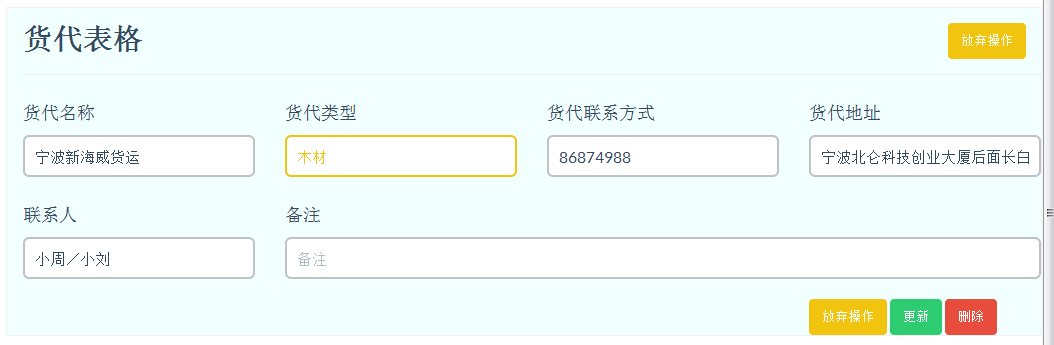 货代表格
放弃操作
货代名称 货代类型 货代联系方式 货代地址
宁波新海威货运 木材 86874988 宁波北仑科技创业大厦后面长白
联系人 备注
小周／小刘 备注
放弃操作 更新 删除